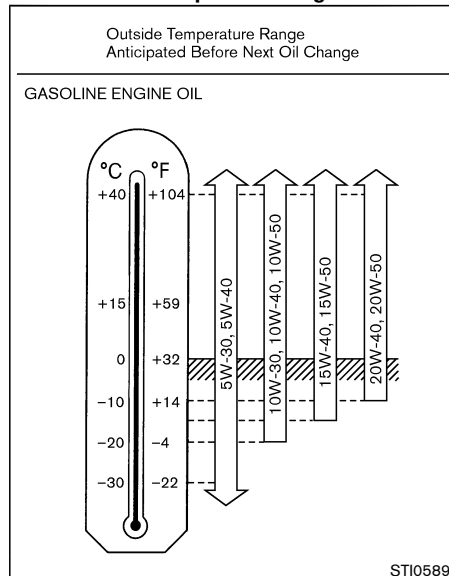 Outside Temperature Range
Anticipated Before Next Oil Change
GASOLINE ENGINE OIL
°C °F
+40 +104
+15 +59
0 +32
−10 +14
−20 −4
−30 −22
5W-30, 5W-40
10W-30, 10W-40, 10W-50
15W-40, 15W-50
20W-40, 20W-50
STI0589